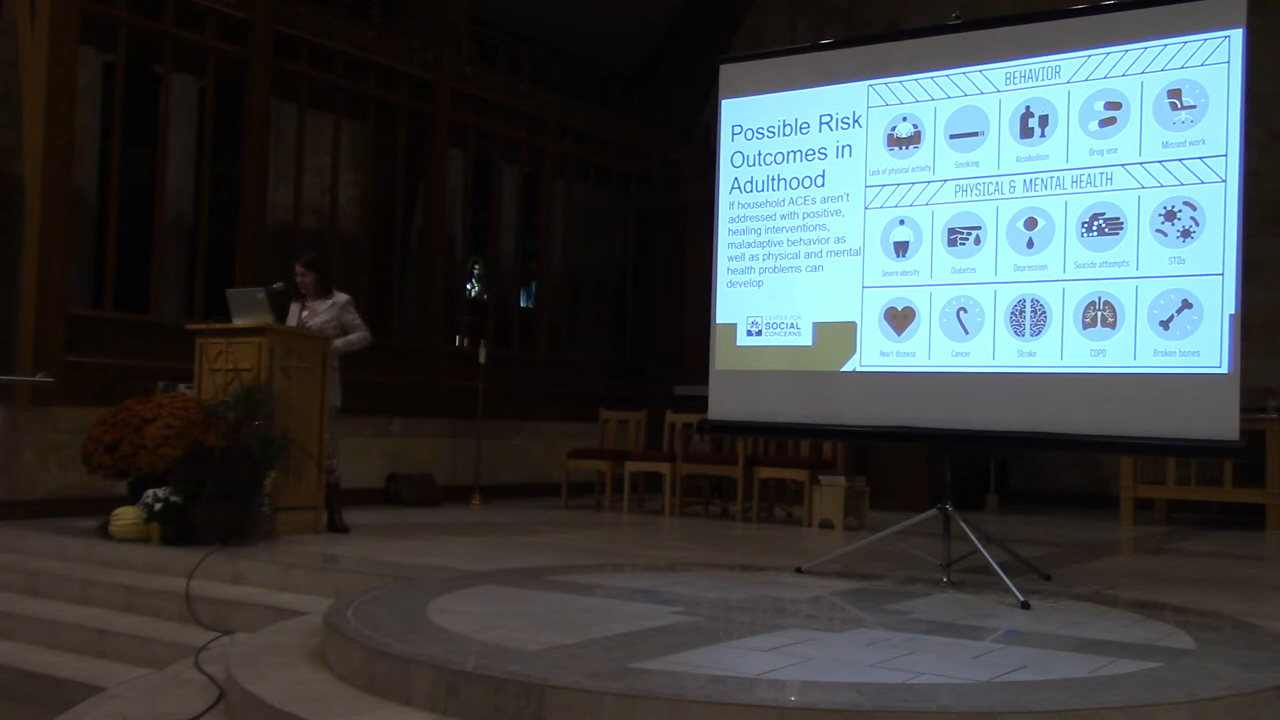 Possible Risk
Outcomes in
Adulthood
If household ACEs aren't
addressed with positive,
healing interventions,
maladaptive behavior as
well as physical and mental
health problems can
develop
CENTER FOR
SOCIAL
CONCERNS
BEHAVIOR
Lack of physical activity
Smoking
Alcoholism
Drug use
Missed work
PHYSICAL & MENTAL HEALTH
Severe obesity
Diabetes
Depression
Suicide attempts
STDs
Heart disease
Cancer
Stroke
COPD
Broken bones